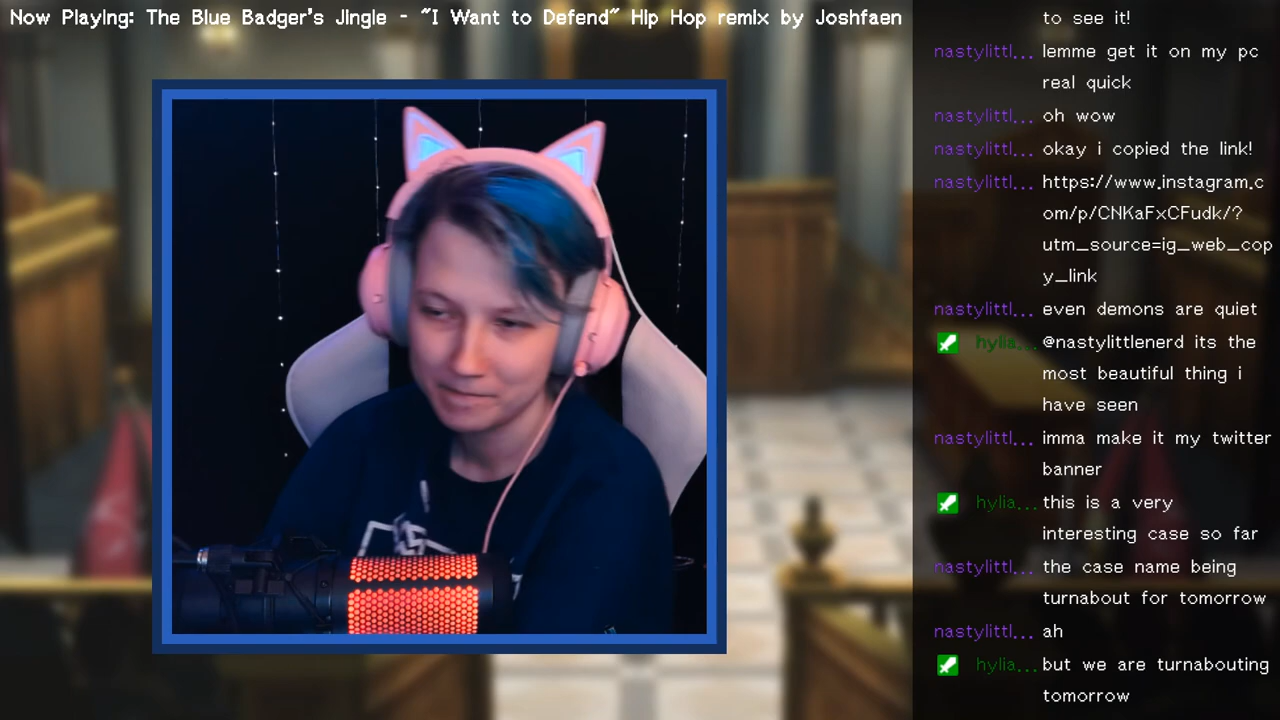 Now Playing: The Blue Badger's Jingle - "I Want to Defend" Hip Hop remix by Joshfaen
to see it!
nastylittl... lemme get it on my pc
real quick
nastylittl... oh wow
nastylittl... okay i copied the link!
nastylittl... https://www.instagram.c
om/p/CNKaFxCFudk/?
utm_source=ig_web_cop
y_link
nastylittl... even demons are quiet
hylia... @nastylittlenerd its the
most beautiful thing i
have seen
nastylittl... imma make it my twitter
banner
hylia... this is a very
interesting case so far
nastylittl... the case name being
turnabout for tomorrow
nastylittl... ah
hylia... but we are turnabouting
tomorrow